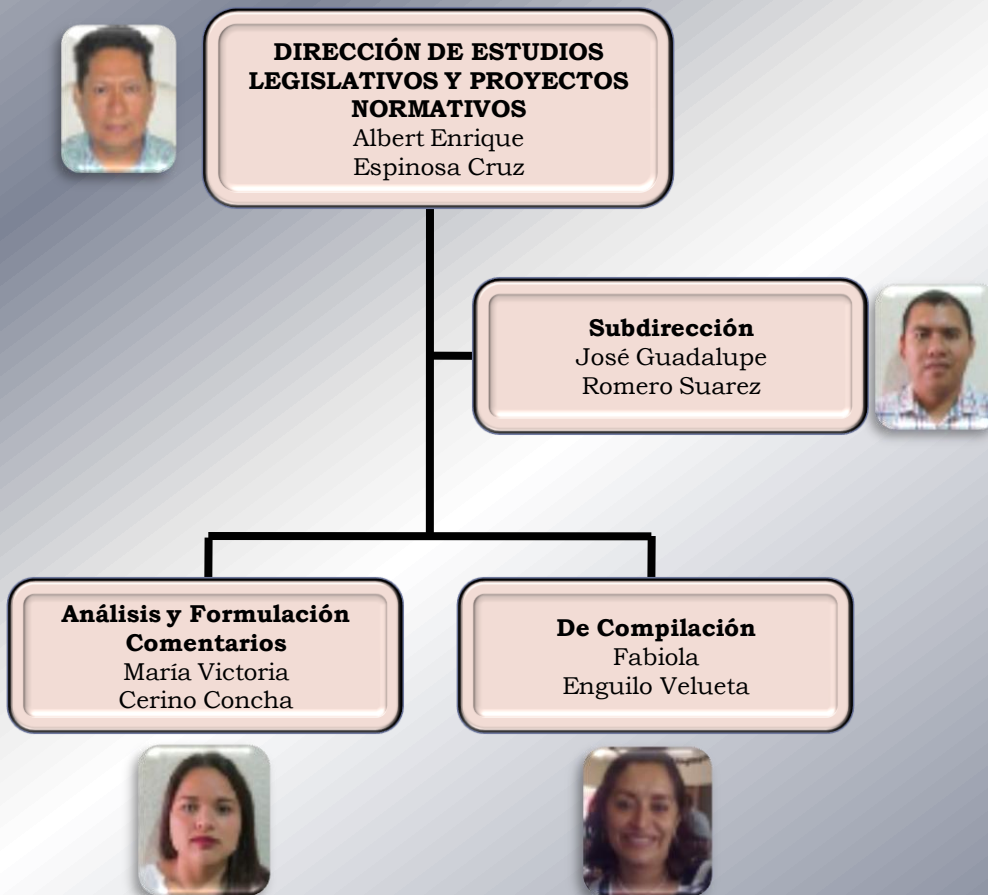 DIRECCIÓN DE ESTUDIOS
LEGISLATIVOS Y PROYECTOS
NORMATIVOS
Albert Enrique
Espinosa Cruz
Subdirección
José Guadalupe
Romero Suarez
Análisis y Formulación
Comentarios
María Victoria
Cerino Concha
De Compilación
Fabiola
Enguilo Velueta